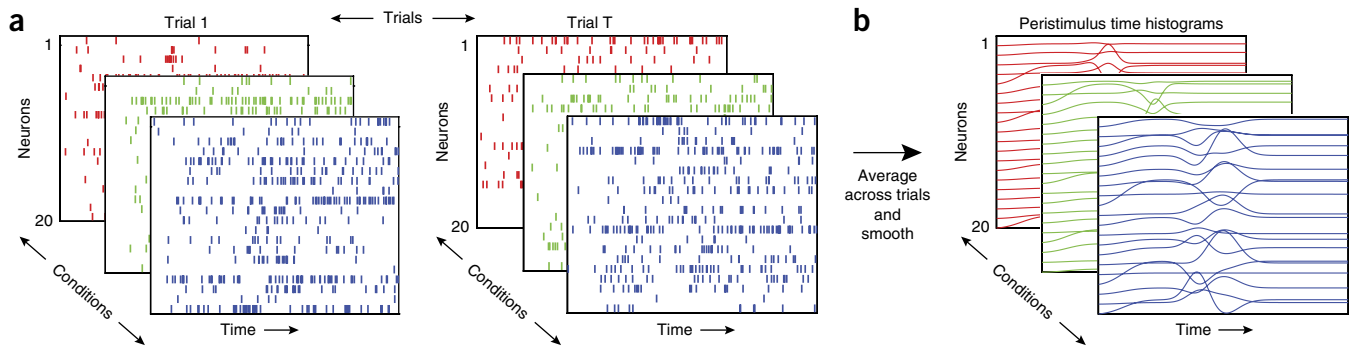 a
Trial 1
Trials
Trial T
1
20
Neurons
Conditions
Time
1
20
Neurons
Conditions
Time
Average
across trials
and
smooth
b
Peristimulus time histograms
1
20
Neurons
Conditions
Time